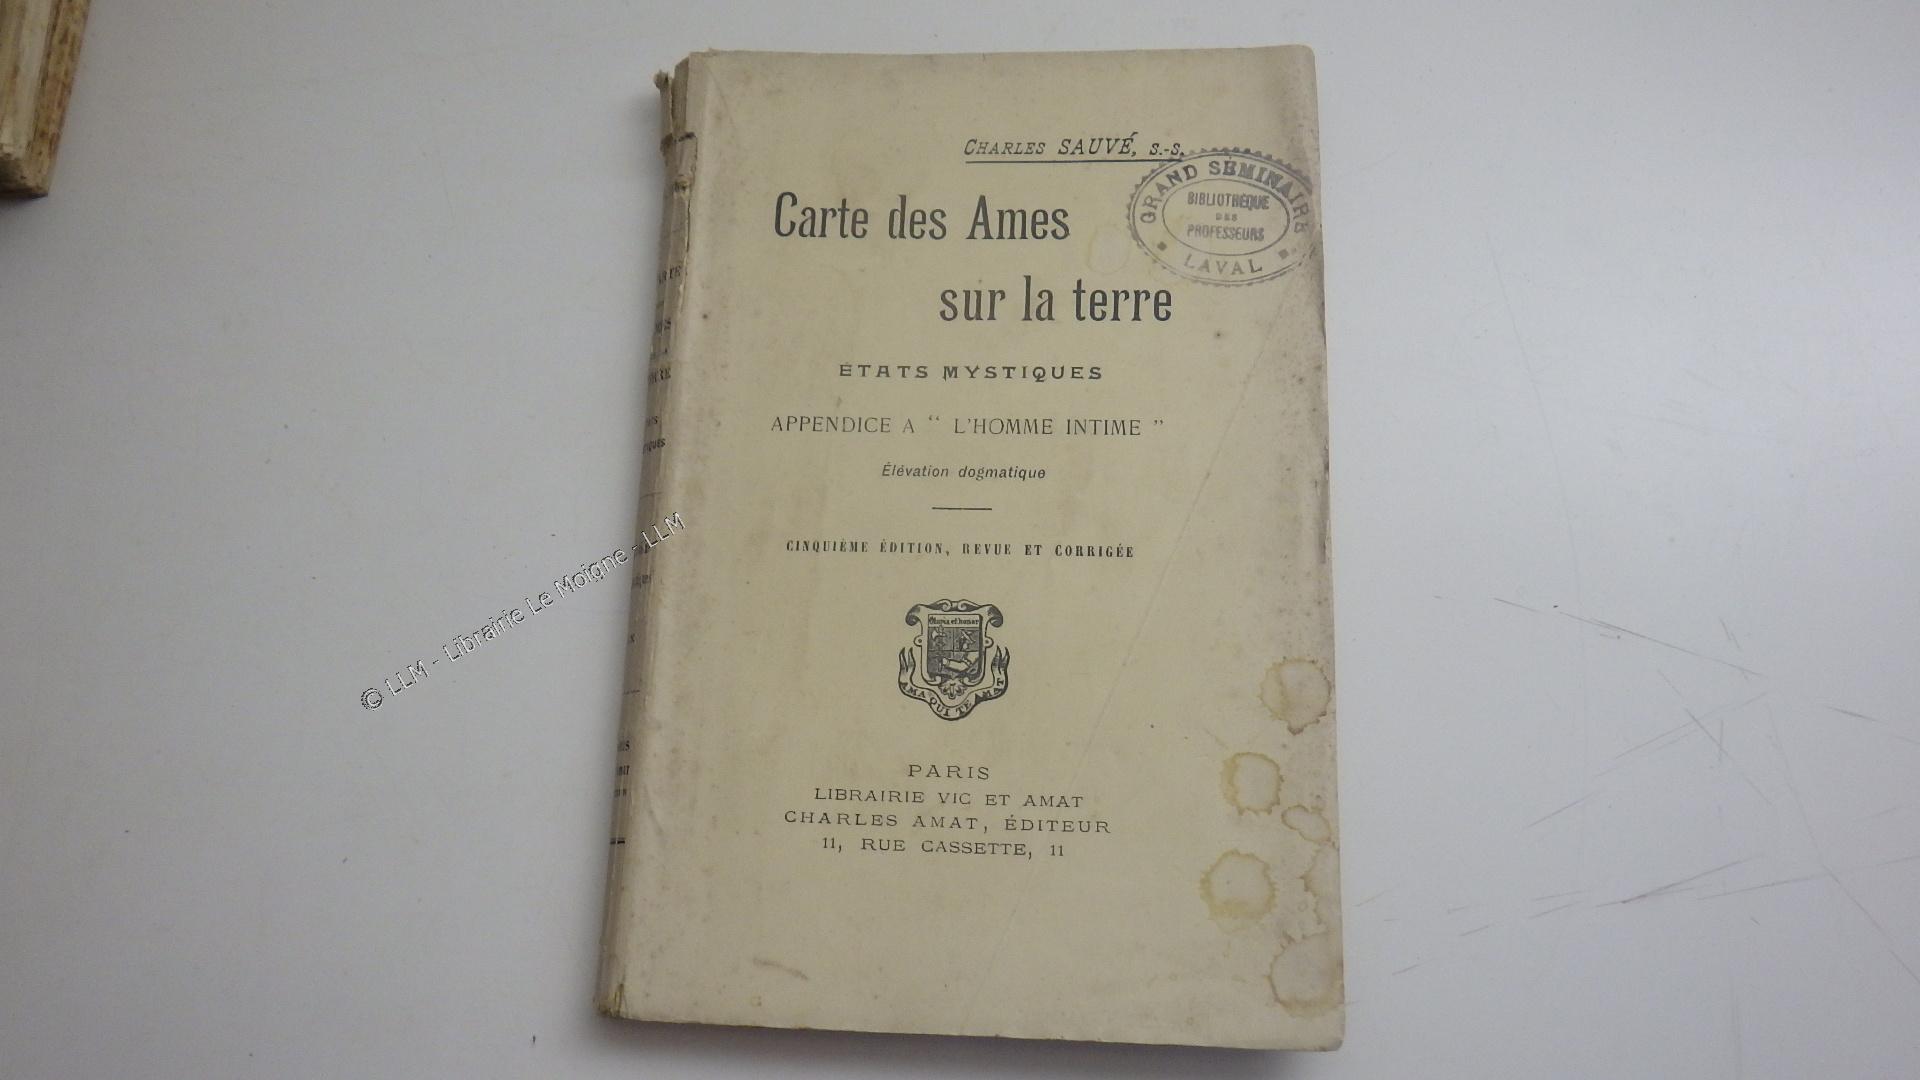 CHARLES SAUVÉ, S.-S.
Carte des Ames
sur la terre
ÉTATS MYSTIQUES
APPENDICE A “ L'HOMME INTIME ”
Élévation dogmatique
CINQUIÈME ÉDITION, REVUE ET CORRIGÉE
AMA QUI TE AMAT
PARIS
LIBRAIRIE VIC ET AMAT
CHARLES AMAT, ÉDITEUR
11, RUE CASSETTE, 11
GRAND SÉMINAIRE
BIBLIOTHÈQUE
DES
PROFESSEURS
LAVAL
© LLM - Librairie Le Moigne - LLM